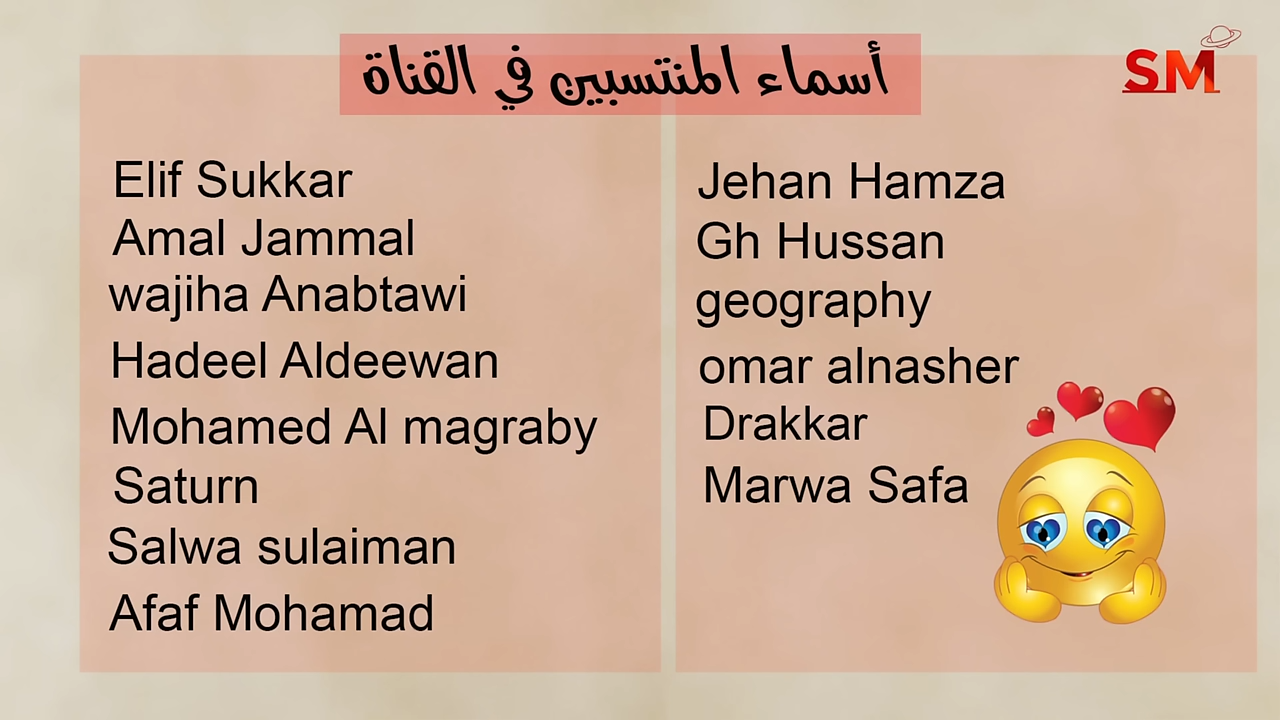 أسماء المنتسبين في القناة
SM
Elif Sukkar
Amal Jammal
wajiha Anabtawi
Hadeel Aldeewan
Mohamed Al magraby
Saturn
Salwa sulaiman
Afaf Mohamad
Jehan Hamza
Gh Hussan
geography
omar alnasher
Drakkar
Marwa Safa